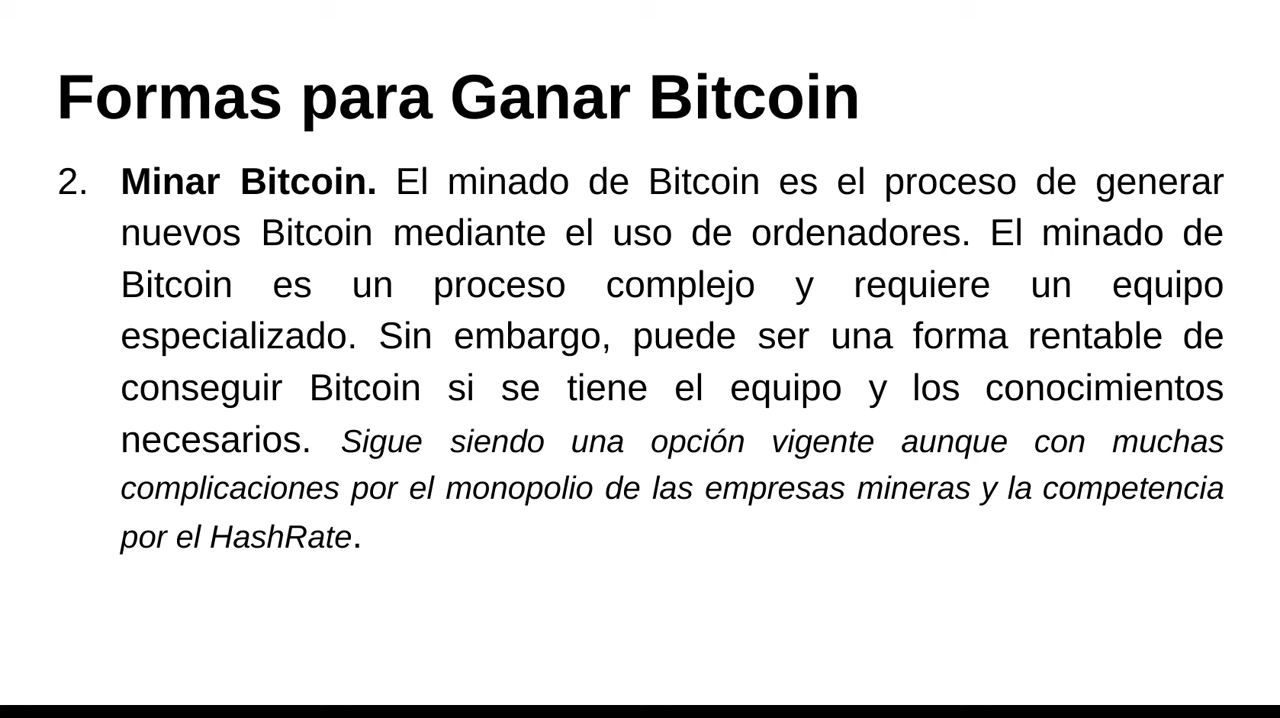 Formas para Ganar Bitcoin
2. Minar Bitcoin. El minado de Bitcoin es el proceso de generar
nuevos Bitcoin mediante el uso de ordenadores. El minado de
Bitcoin es un proceso complejo y requiere un equipo
especializado. Sin embargo, puede ser una forma rentable de
conseguir Bitcoin si se tiene el equipo y los conocimientos
necesarios. Sigue siendo una opción vigente aunque con muchas
complicaciones por el monopolio de las empresas mineras y la competencia
por el HashRate.